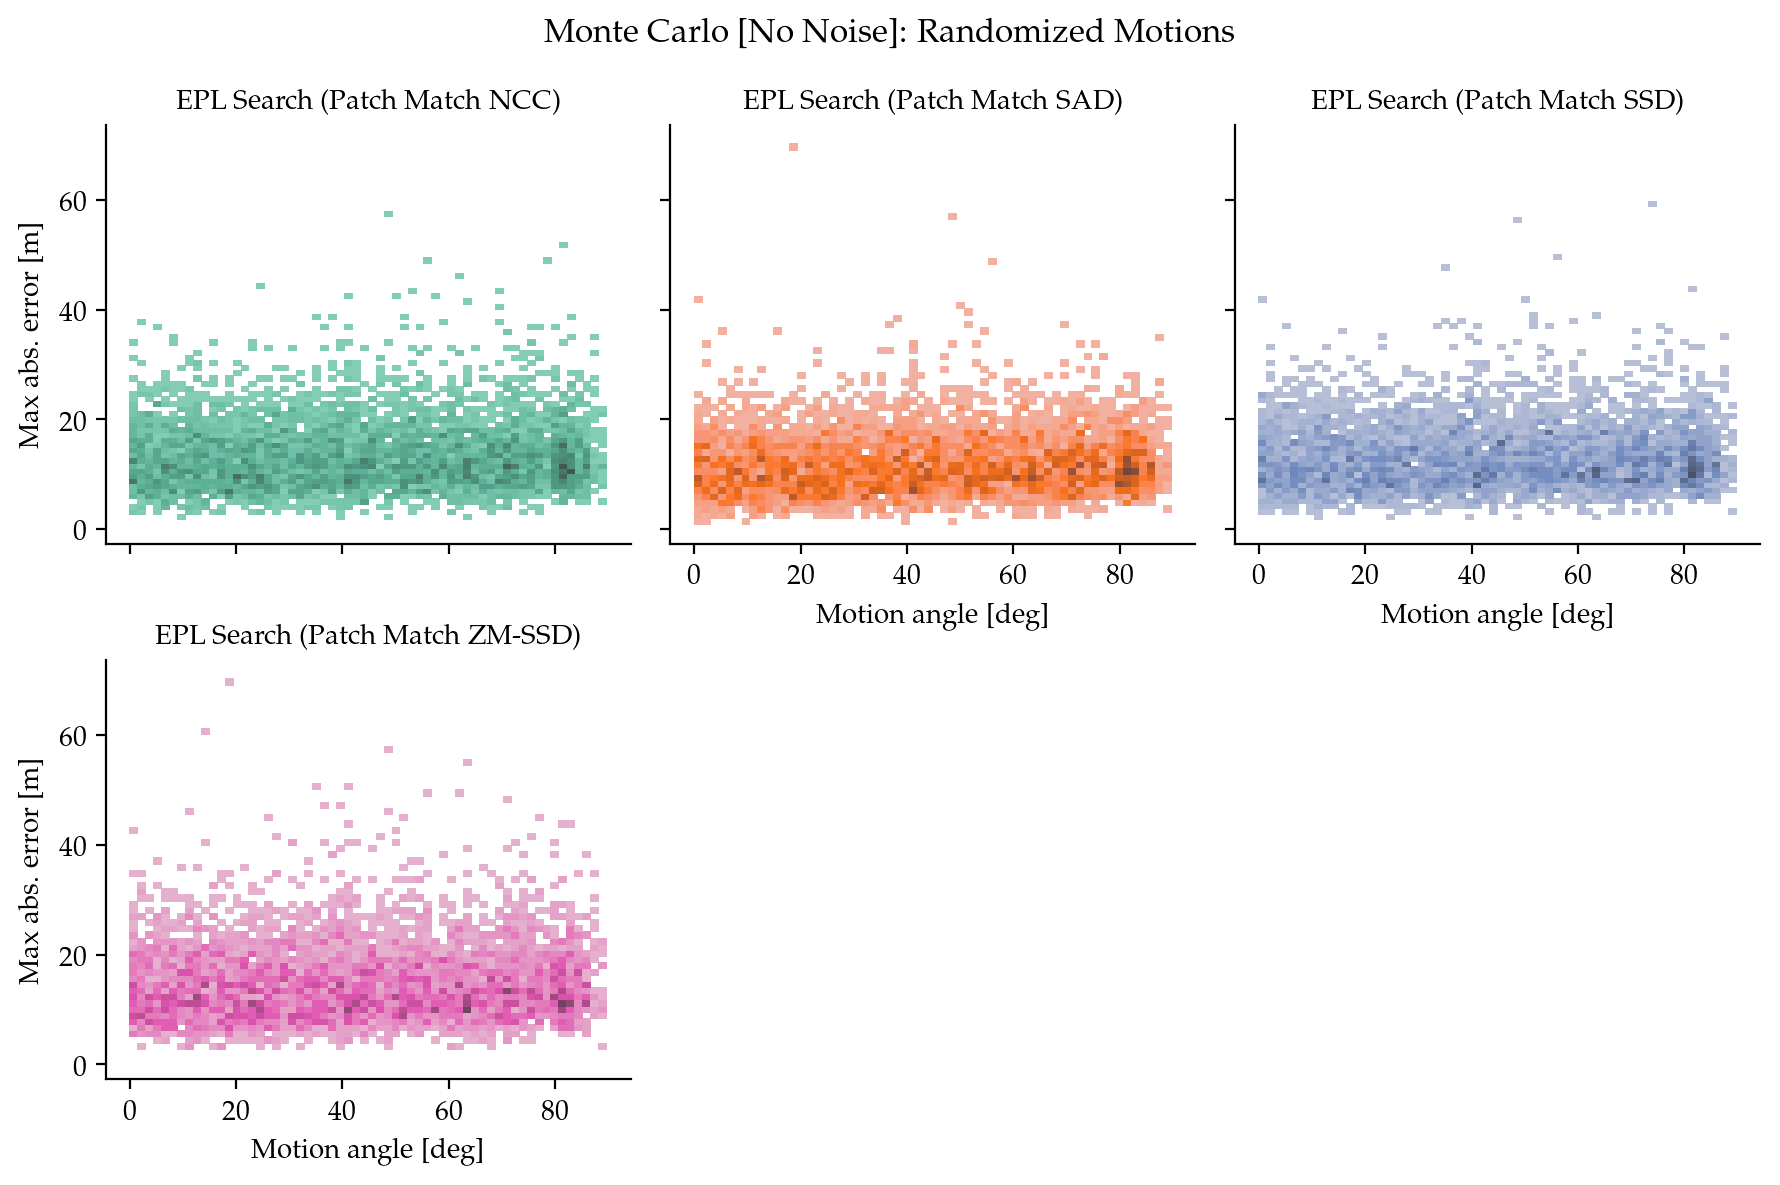 Monte Carlo [No Noise]: Randomized Motions
EPL Search (Patch Match NCC)
Max abs. error [m]
60
40
20
0
EPL Search (Patch Match SAD)
0 20 40 60 80
Motion angle [deg]
EPL Search (Patch Match SSD)
0 20 40 60 80
Motion angle [deg]
EPL Search (Patch Match ZM-SSD)
Max abs. error [m]
60
40
20
0
0 20 40 60 80
Motion angle [deg]